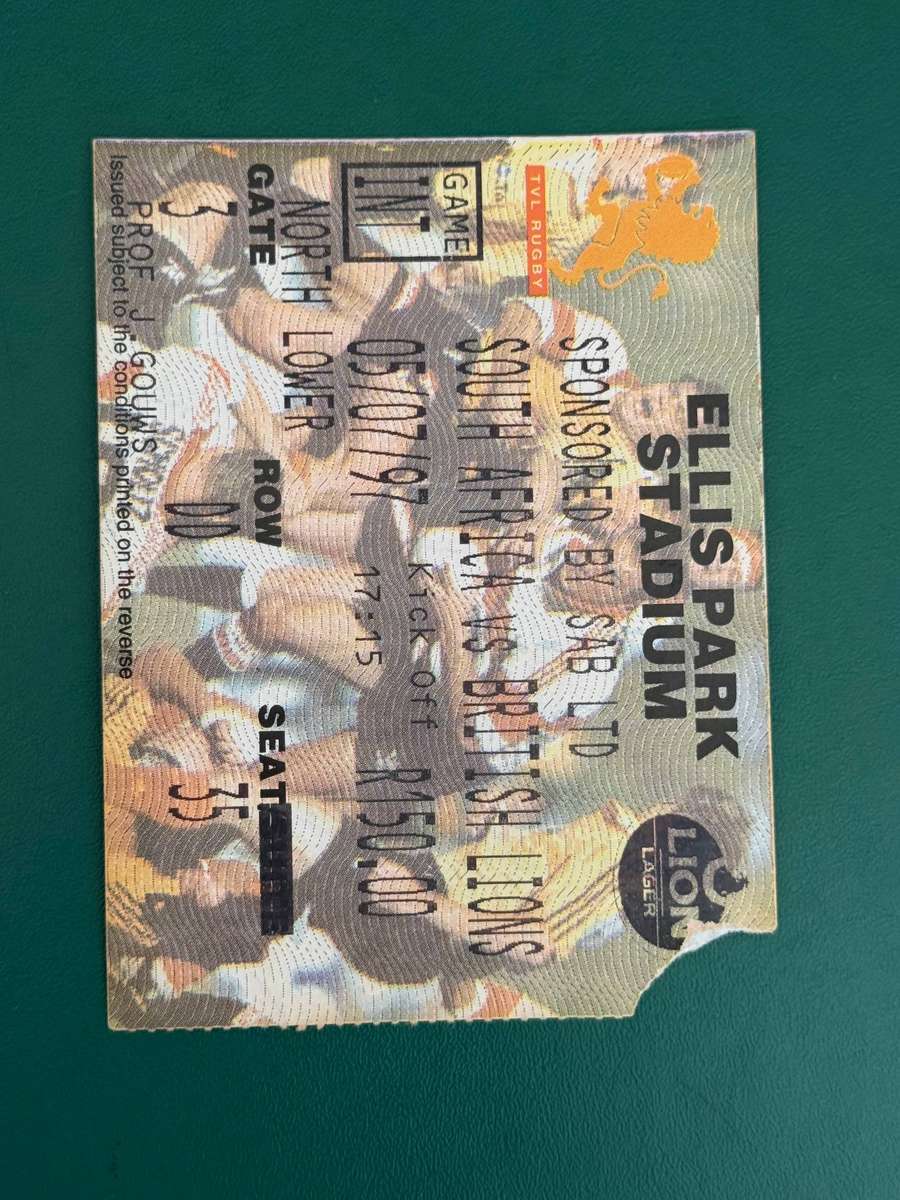 ELLIS PARK
STADIUM
TVL RUGBY
LION
LAGER
SPONSORED BY SAB LTD
GAME
INT
SOUTH AFRICA VS BRITISH LIONS
Kick Off
05/07/97 17:15 R150.00
NORTH LOWER
GATE ROW SEAT
3 DD 35
PROF J.GOUWS
Issued subject to the conditions printed on the reverse